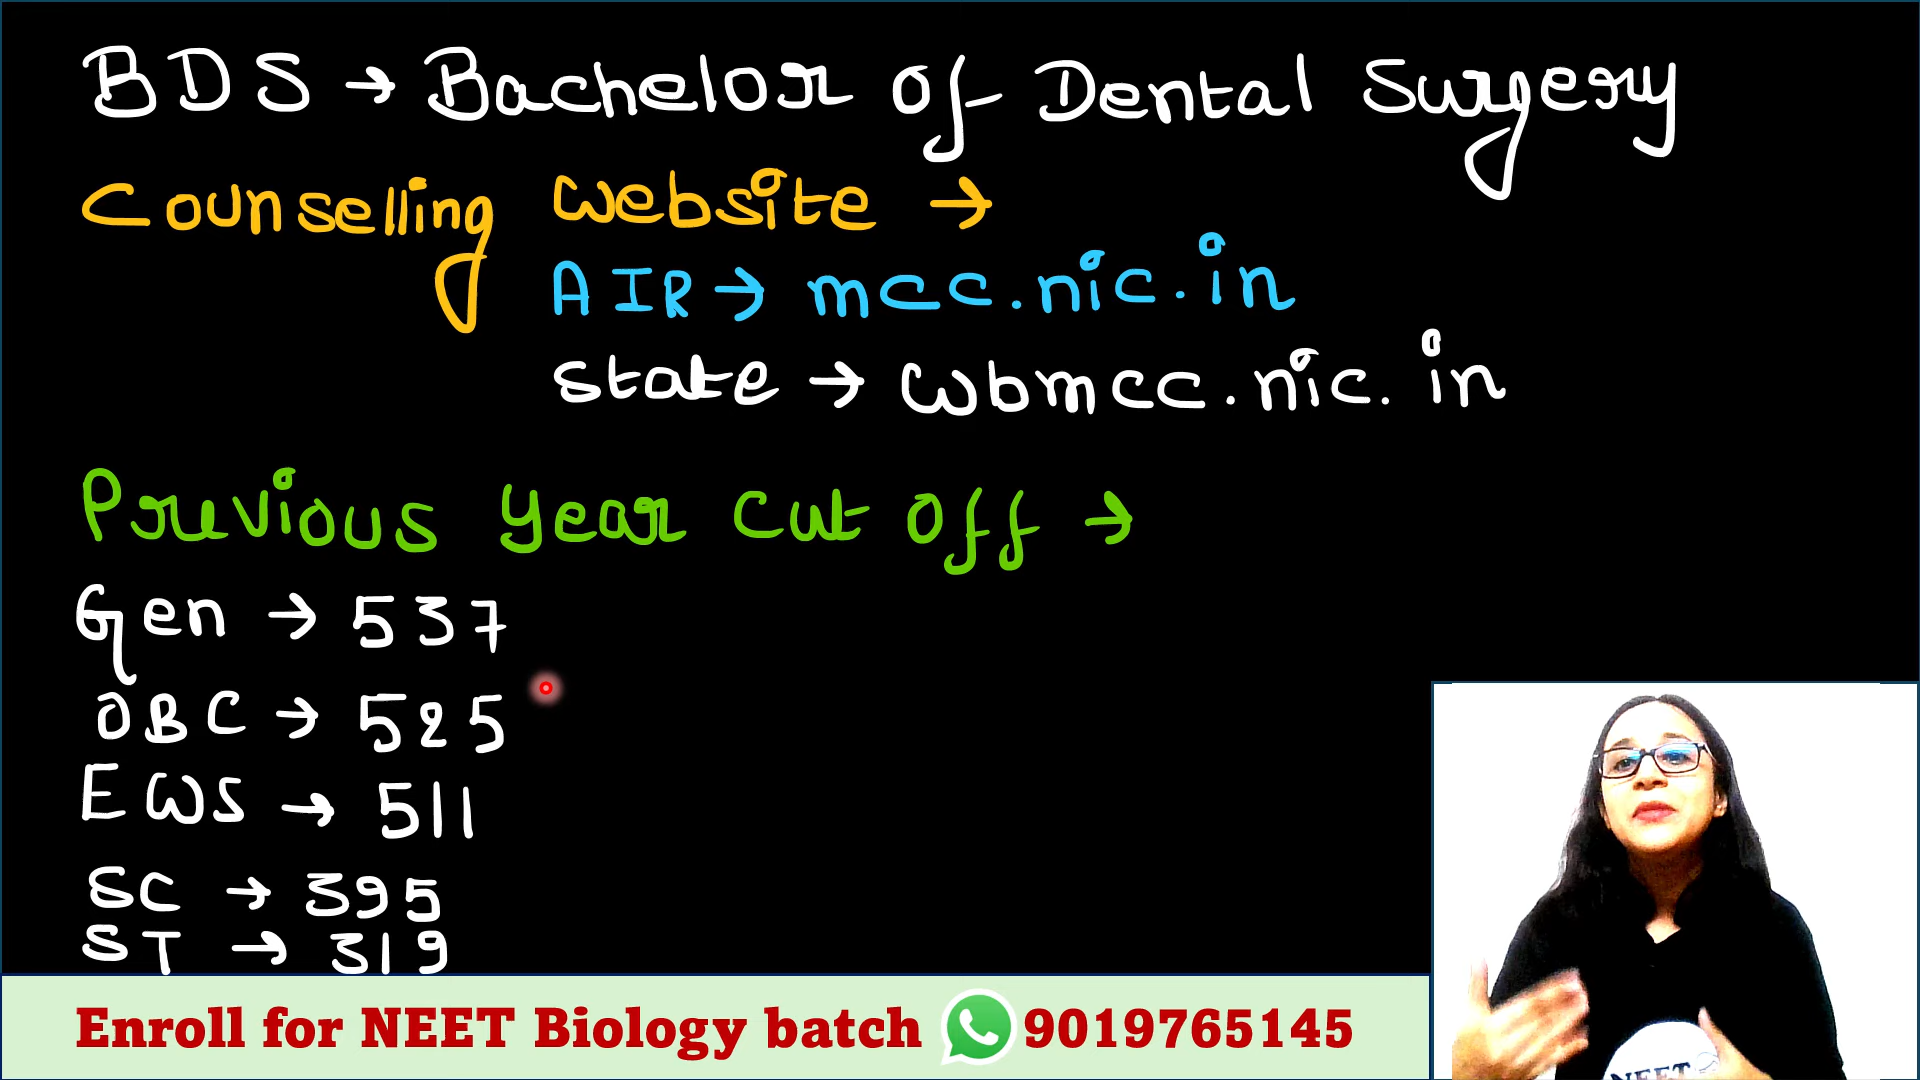 BDS → Bachelor of Dental Surgery
Counselling Website →
AIR → mcc.nic.in
State → wbmcc.nic.in
Previous Year Cut Off →
Gen → 537
OBC → 525
EWS → 511
SC → 395
ST → 319
Enroll for NEET Biology batch 9019765145
NEET